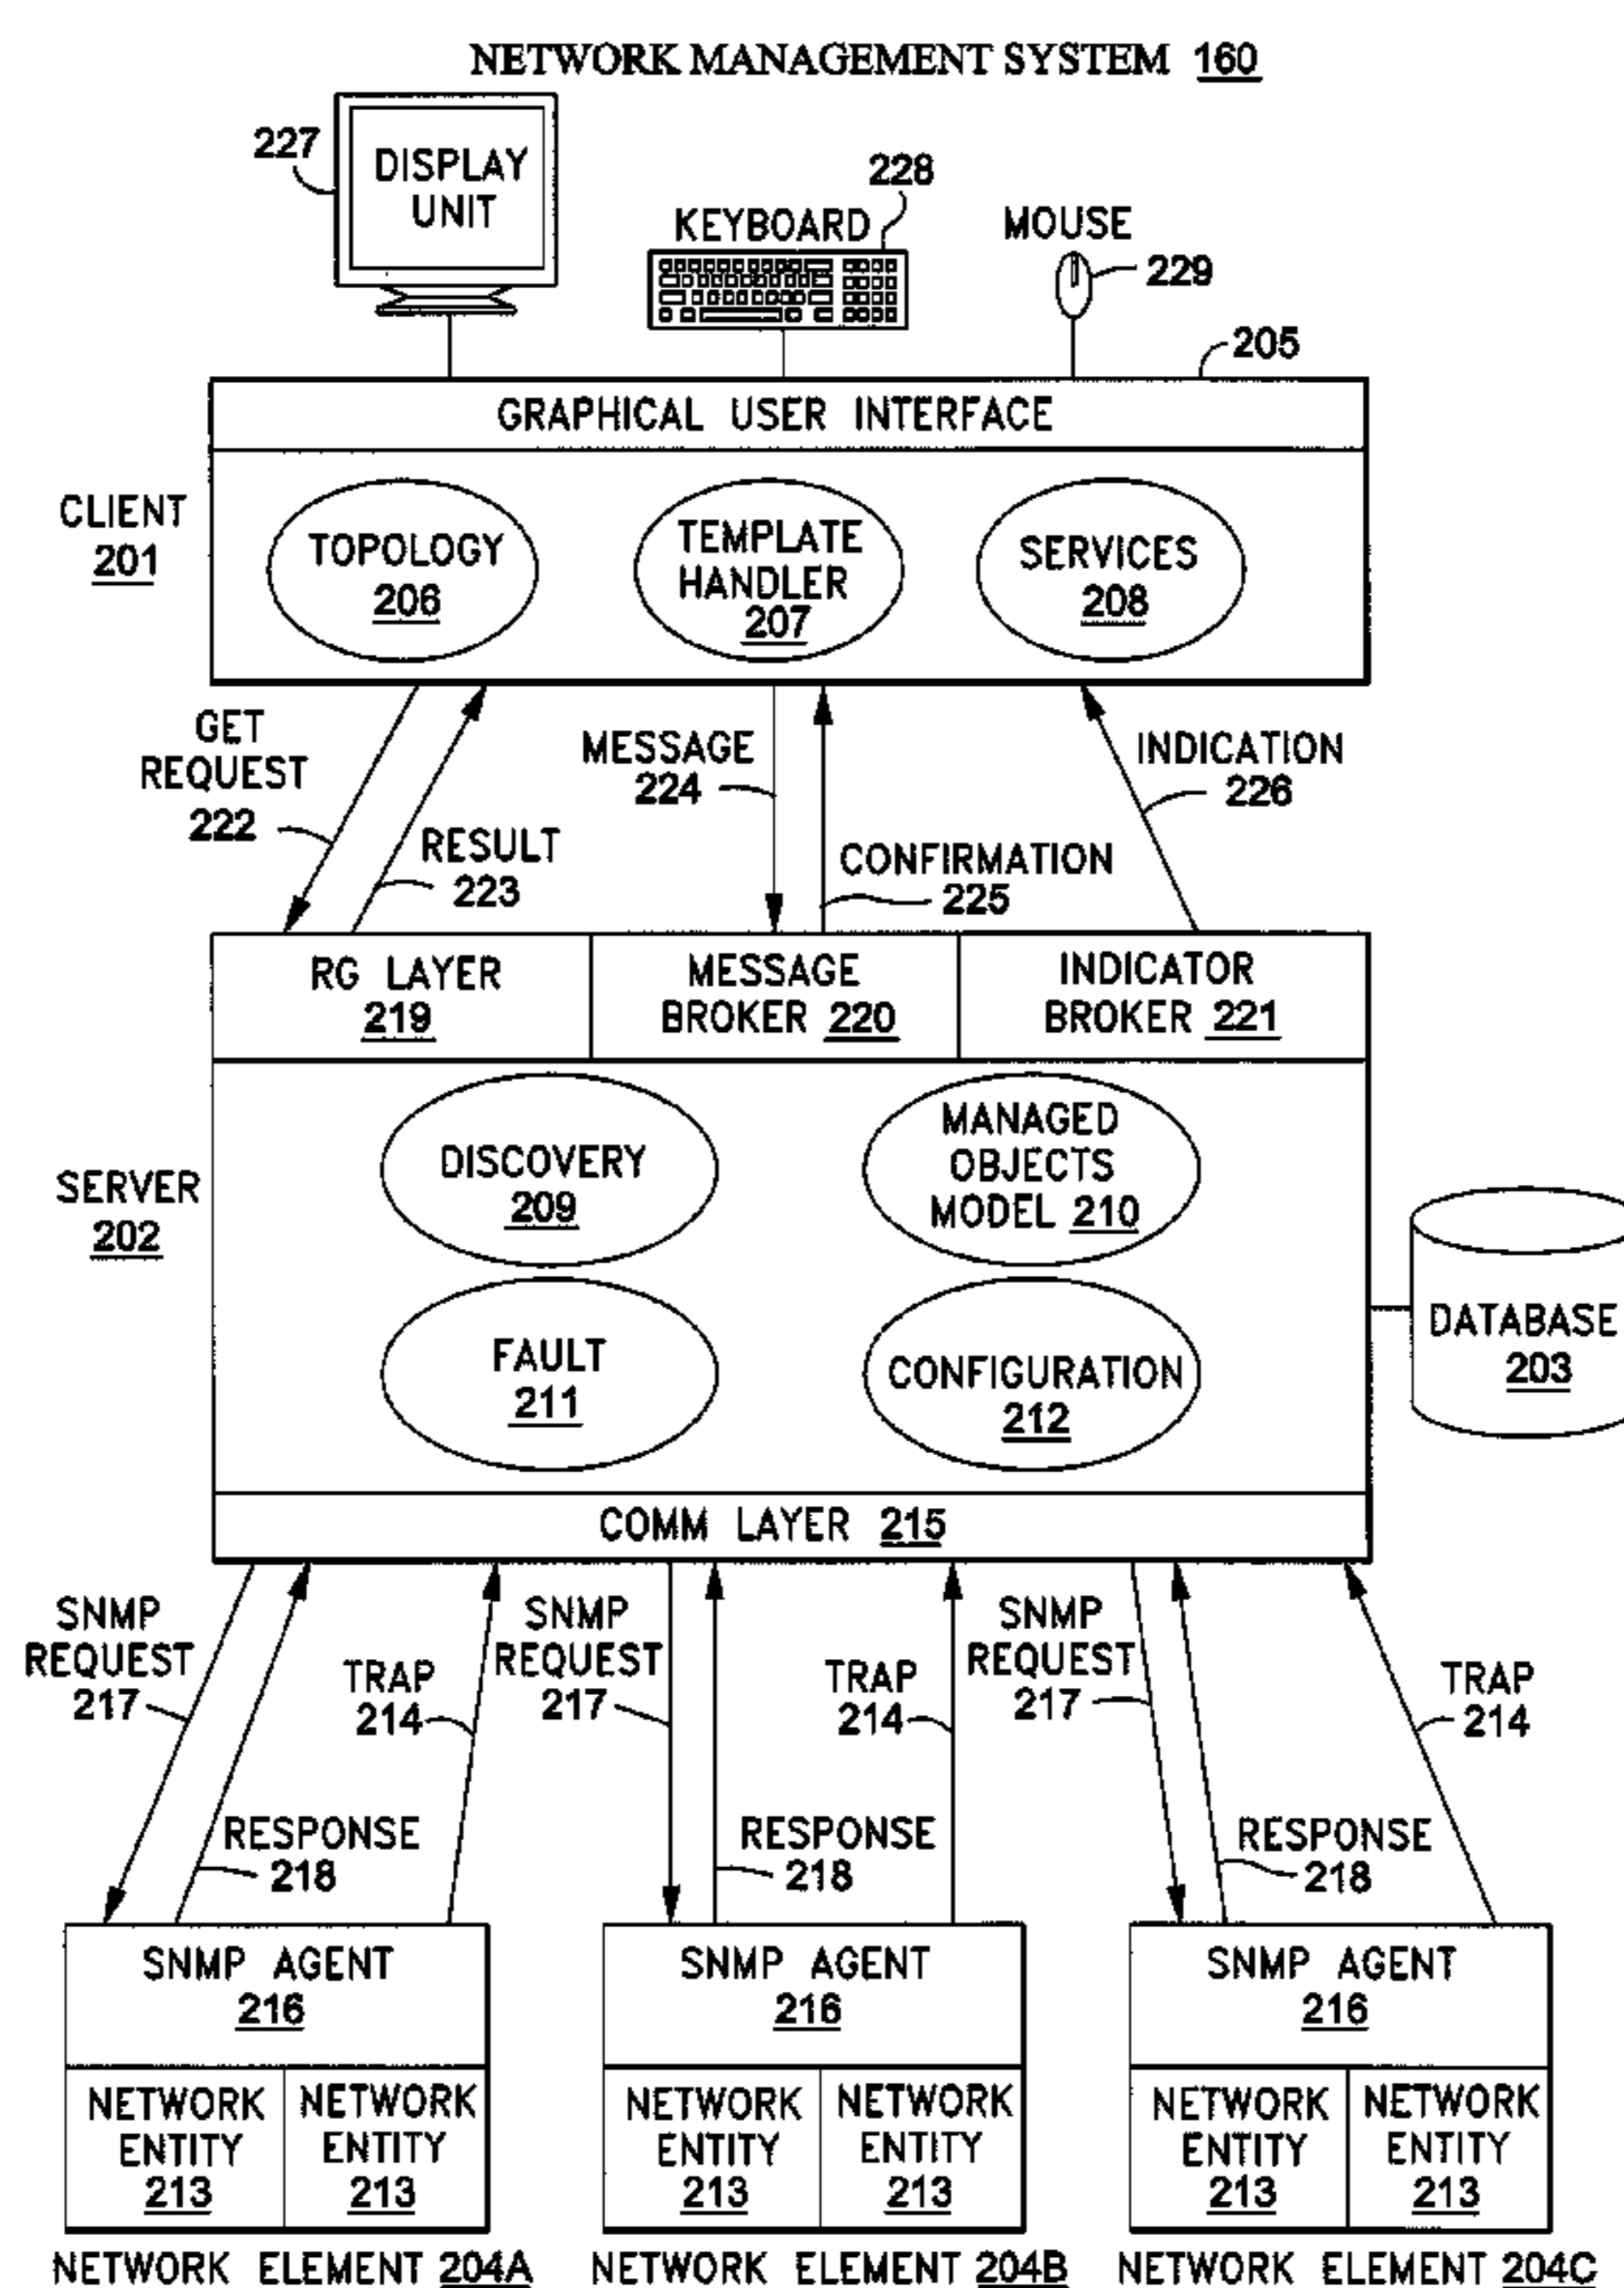 NETWORK MANAGEMENT SYSTEM 160
227
DISPLAY
UNIT
228
KEYBOARD
MOUSE
229
205
GRAPHICAL USER INTERFACE
CLIENT
201
TOPOLOGY
206
TEMPLATE
HANDLER
207
SERVICES
208
GET
REQUEST
222
RESULT
223
MESSAGE
224
CONFIRMATION
225
INDICATION
226
RG LAYER
219
MESSAGE
BROKER 220
INDICATOR
BROKER 221
SERVER
202
DISCOVERY
209
MANAGED
OBJECTS
MODEL 210
FAULT
211
CONFIGURATION
212
DATABASE
203
COMM LAYER 215
SNMP
REQUEST
217
RESPONSE
218
TRAP
214
SNMP
REQUEST
217
RESPONSE
218
TRAP
214
SNMP
REQUEST
217
RESPONSE
218
TRAP
214
SNMP AGENT
216
NETWORK
ENTITY
213
NETWORK
ENTITY
213
NETWORK ELEMENT 204A
SNMP AGENT
216
NETWORK
ENTITY
213
NETWORK
ENTITY
213
NETWORK ELEMENT 204B
SNMP AGENT
216
NETWORK
ENTITY
213
NETWORK
ENTITY
213
NETWORK ELEMENT 204C